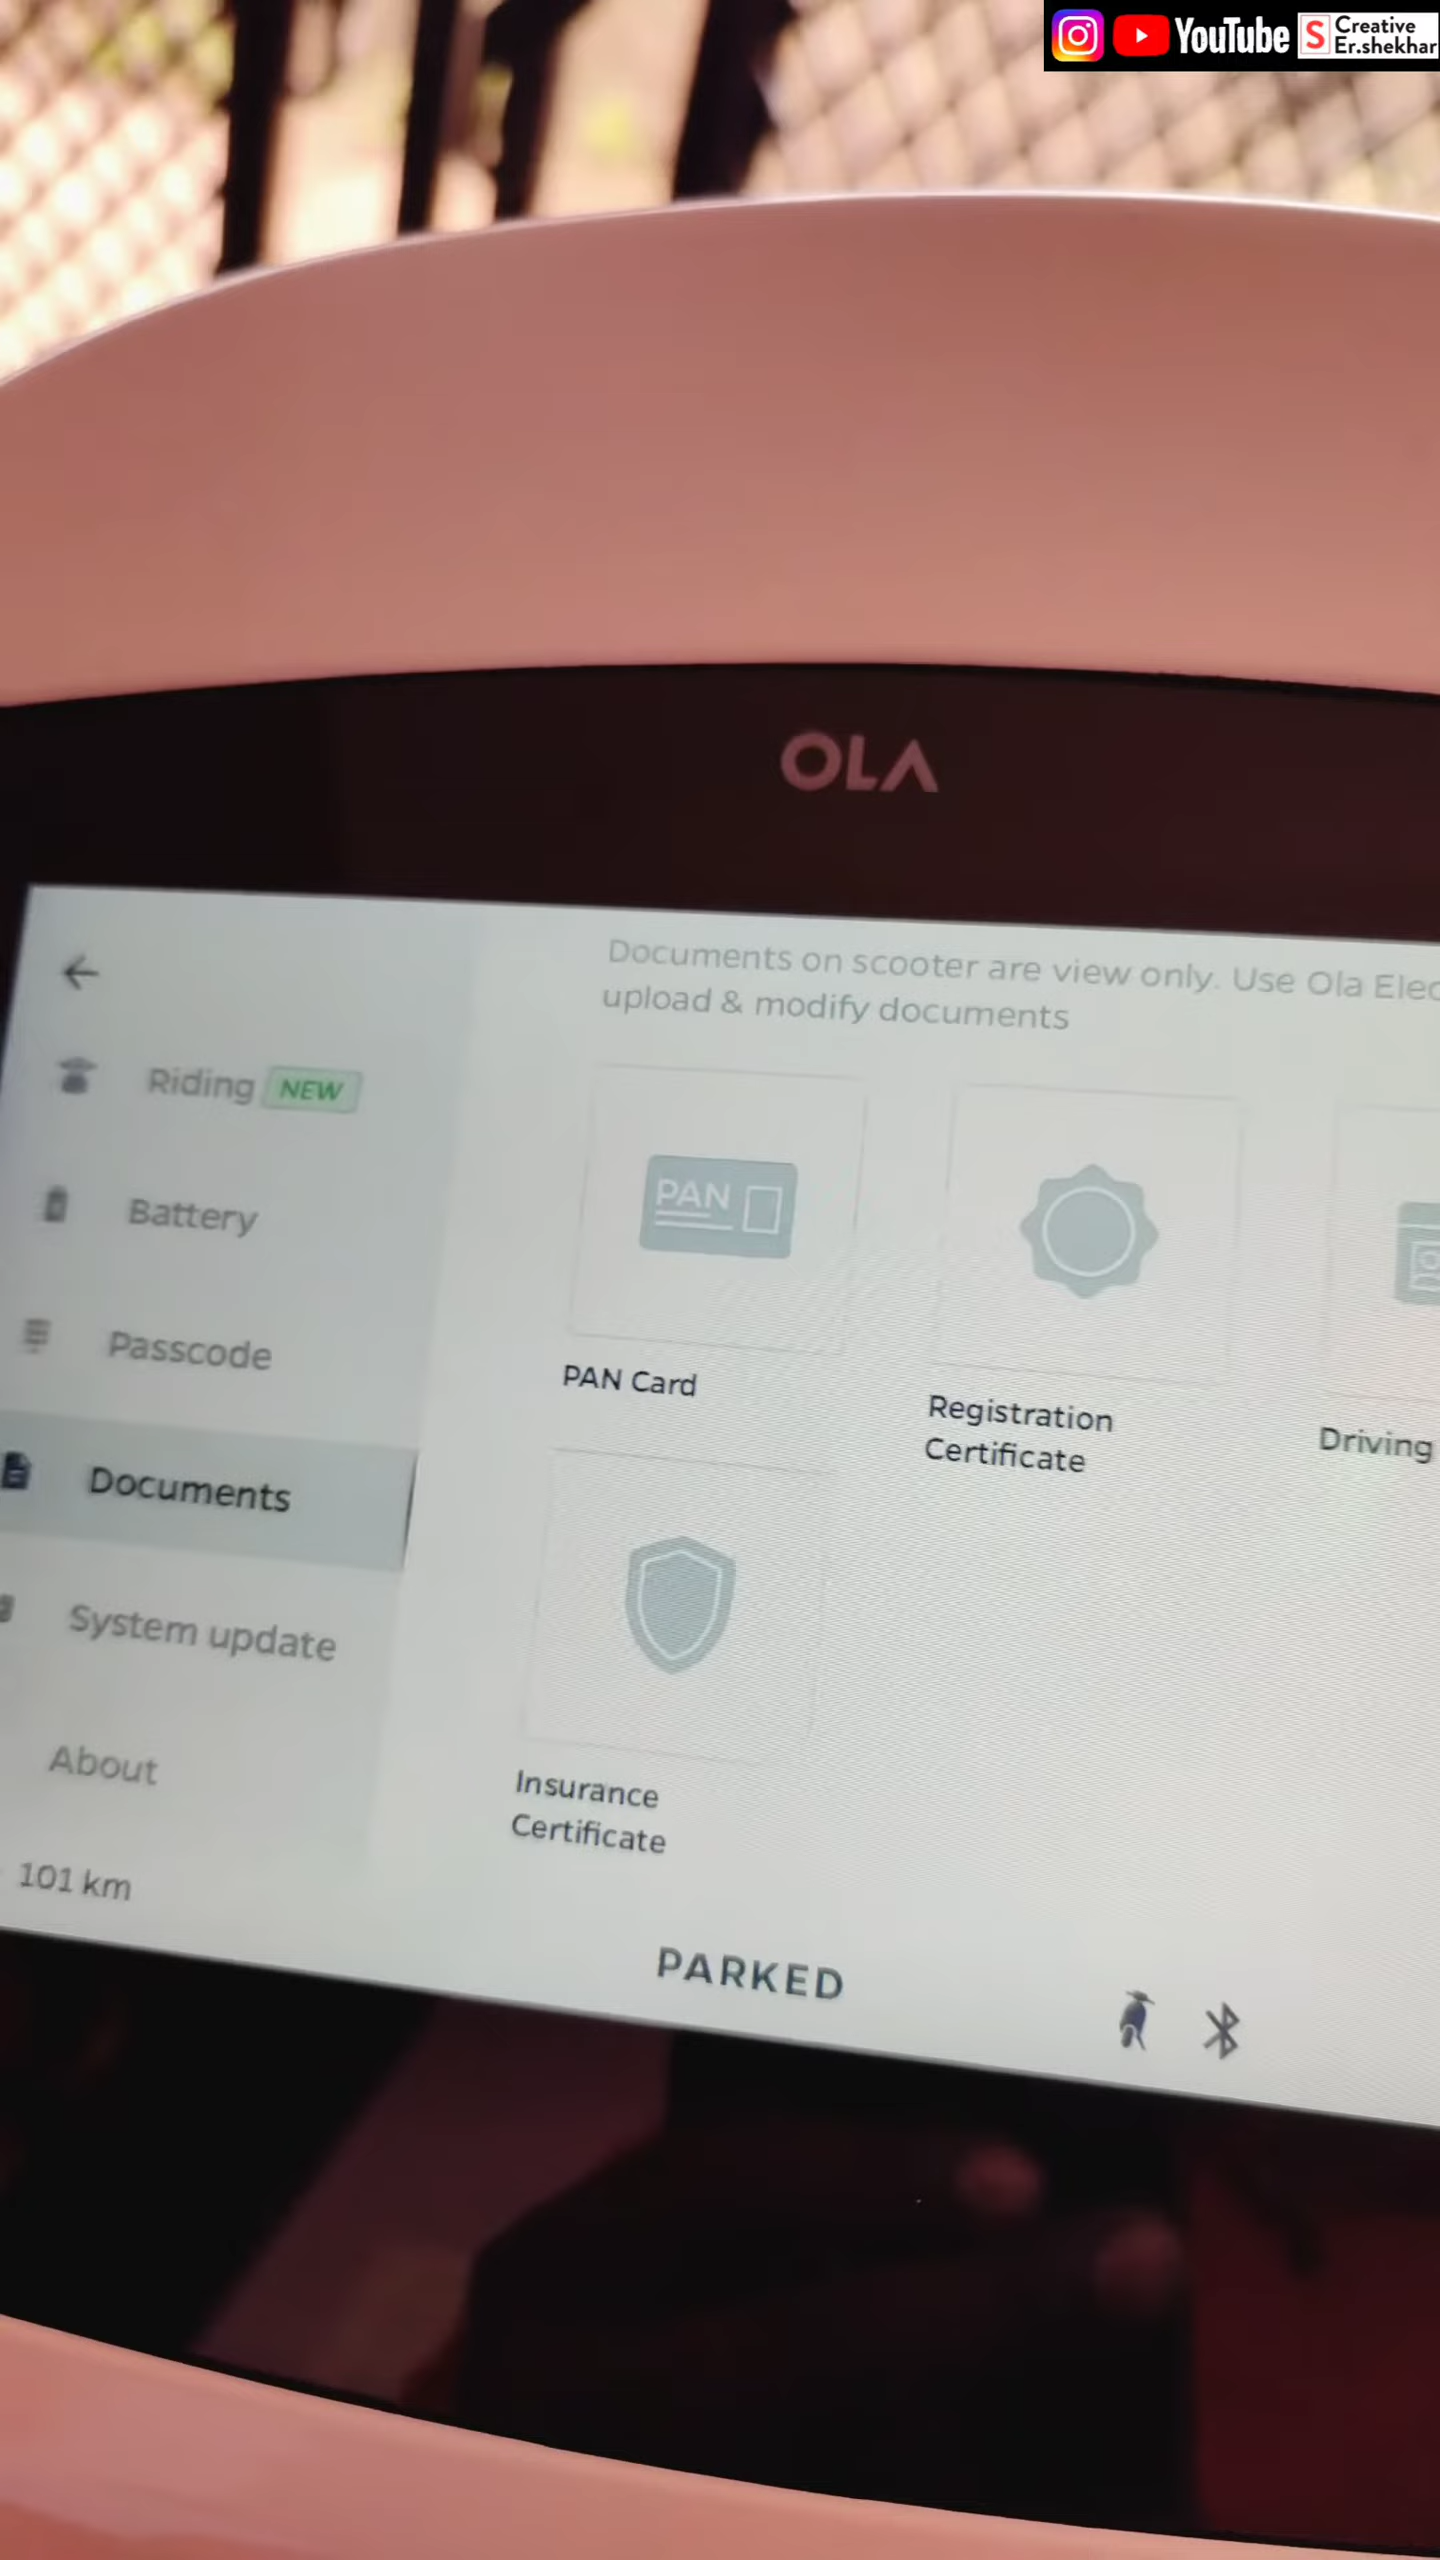 YouTube
S Creative
Er.shekhar
OLA
Documents on scooter are view only. Use Ola Elec
upload & modify documents
Riding NEW
Battery
Passcode
Documents
System update
About
101 km
PAN
PAN Card
Registration
Certificate
Driving
Insurance
Certificate
PARKED